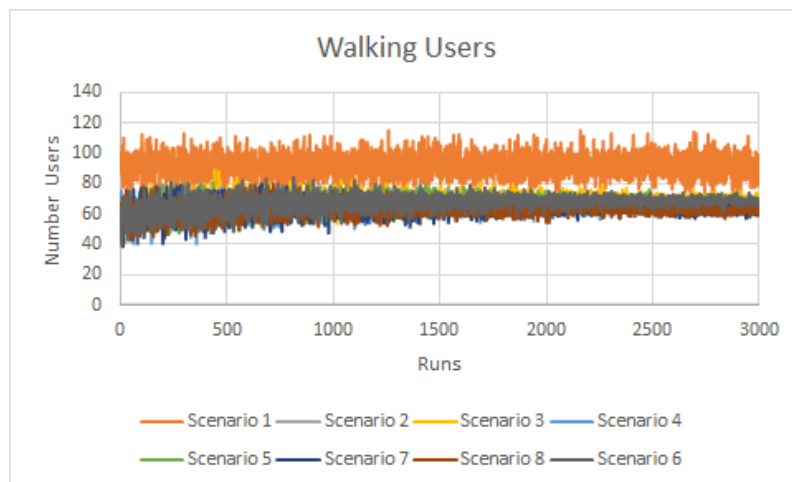 Walking Users
140
120
100
80
60
40
20
0
Number Users
0 500 1000 1500 2000 2500 3000
Runs
Scenario 1 Scenario 2 Scenario 3 Scenario 4
Scenario 5 Scenario 7 Scenario 8 Scenario 6